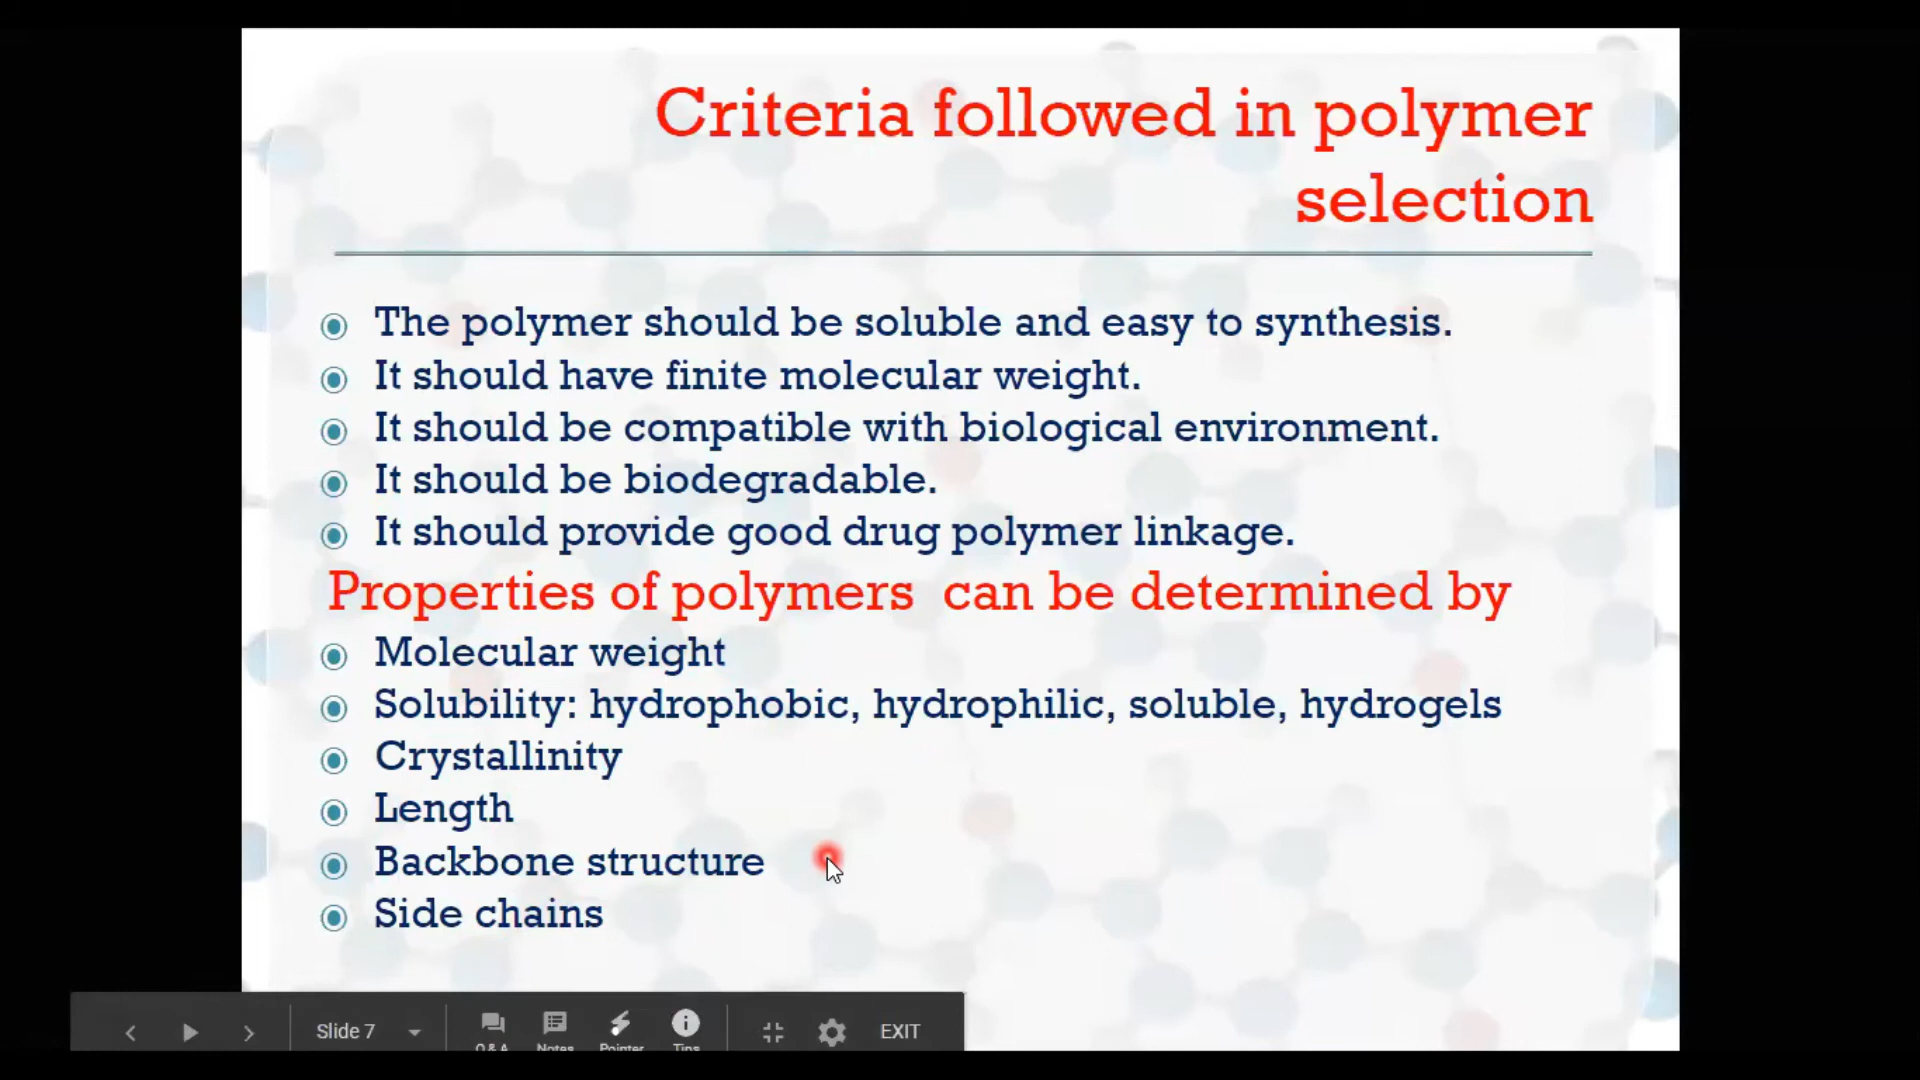 Criteria followed in polymer
selection
The polymer should be soluble and easy to synthesis.
It should have finite molecular weight.
It should be compatible with biological environment.
It should be biodegradable.
It should provide good drug polymer linkage.
Properties of polymers can be determined by
Molecular weight
Solubility: hydrophobic, hydrophilic, soluble, hydrogels
Crystallinity
Length
Backbone structure
Side chains
Slide 7
Q & A Notes Pointer Tips
EXIT